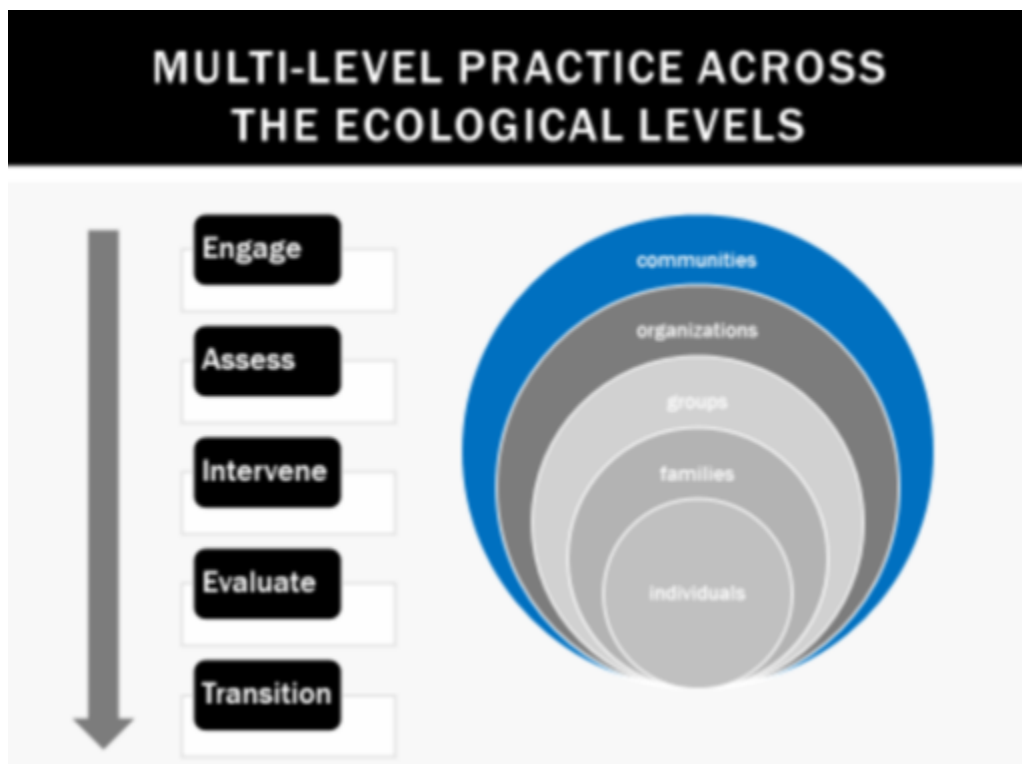 MULTI-LEVEL PRACTICE ACROSS
THE ECOLOGICAL LEVELS
Engage
Assess
Intervene
Evaluate
Transition
communities
organizations
groups
families
individuals